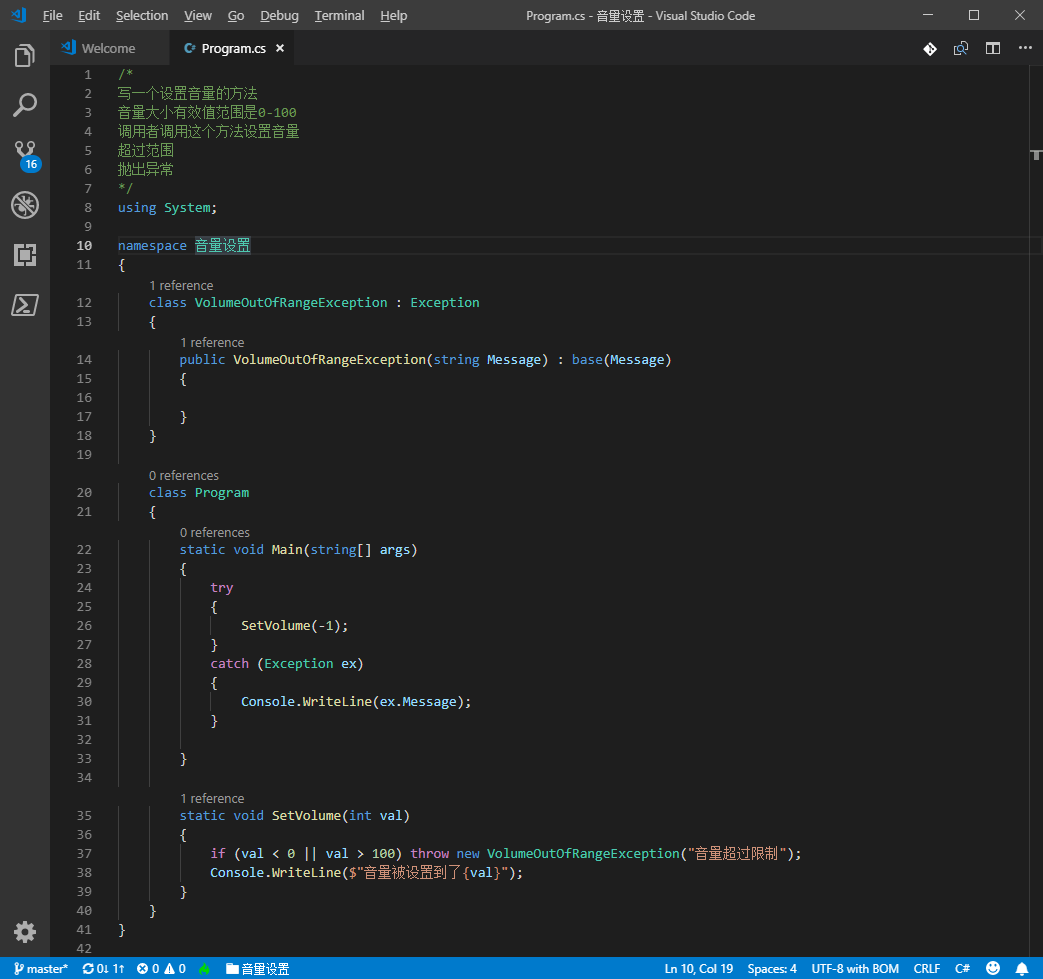 File Edit Selection View Go Debug Terminal Help Program.cs - 音量设置 - Visual Studio Code
Welcome Program.cs
16
1 /*
2 写一个设置音量的方法
3 音量大小有效值范围是0-100
4 调用者调用这个方法设置音量
5 超过范围
6 抛出异常
7 */
8 using System;
9
10 namespace 音量设置
11 {
1 reference
12 class VolumeOutOfRangeException : Exception
13 {
1 reference
14 public VolumeOutOfRangeException(string Message) : base(Message)
15 {
16
17 }
18 }
19
0 references
20 class Program
21 {
0 references
22 static void Main(string[] args)
23 {
24 try
25 {
26 SetVolume(-1);
27 }
28 catch (Exception ex)
29 {
30 Console.WriteLine(ex.Message);
31 }
32
33 }
34
1 reference
35 static void SetVolume(int val)
36 {
37 if (val < 0 || val > 100) throw new VolumeOutOfRangeException("音量超过限制");
38 Console.WriteLine($"音量被设置到了{val}");
39 }
40 }
41 }
42
master* 0↓ 1↑ 0 0 音量设置 Ln 10, Col 19 Spaces: 4 UTF-8 with BOM CRLF C#